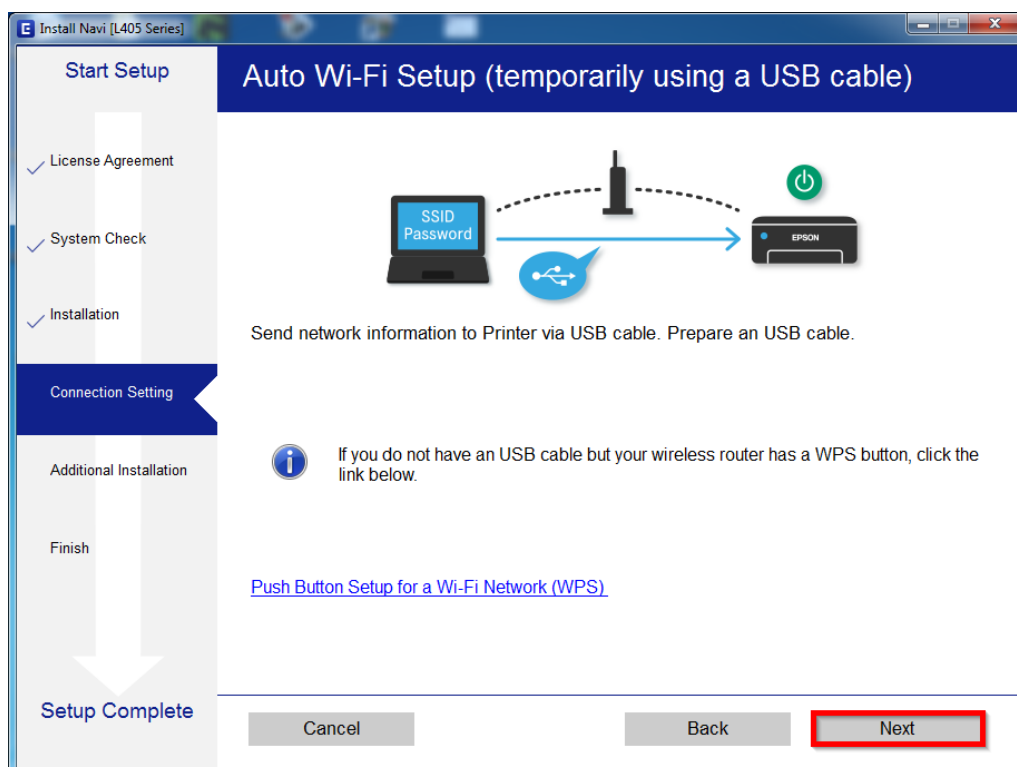 Install Navi [L405 Series]
Start Setup
License Agreement
System Check
Installation
Connection Setting
Additional Installation
Finish
Setup Complete
Auto Wi-Fi Setup (temporarily using a USB cable)
SSID
Password
EPSON
Send network information to Printer via USB cable. Prepare an USB cable.
If you do not have an USB cable but your wireless router has a WPS button, click the
link below.
Push Button Setup for a Wi-Fi Network (WPS)
Cancel
Back
Next